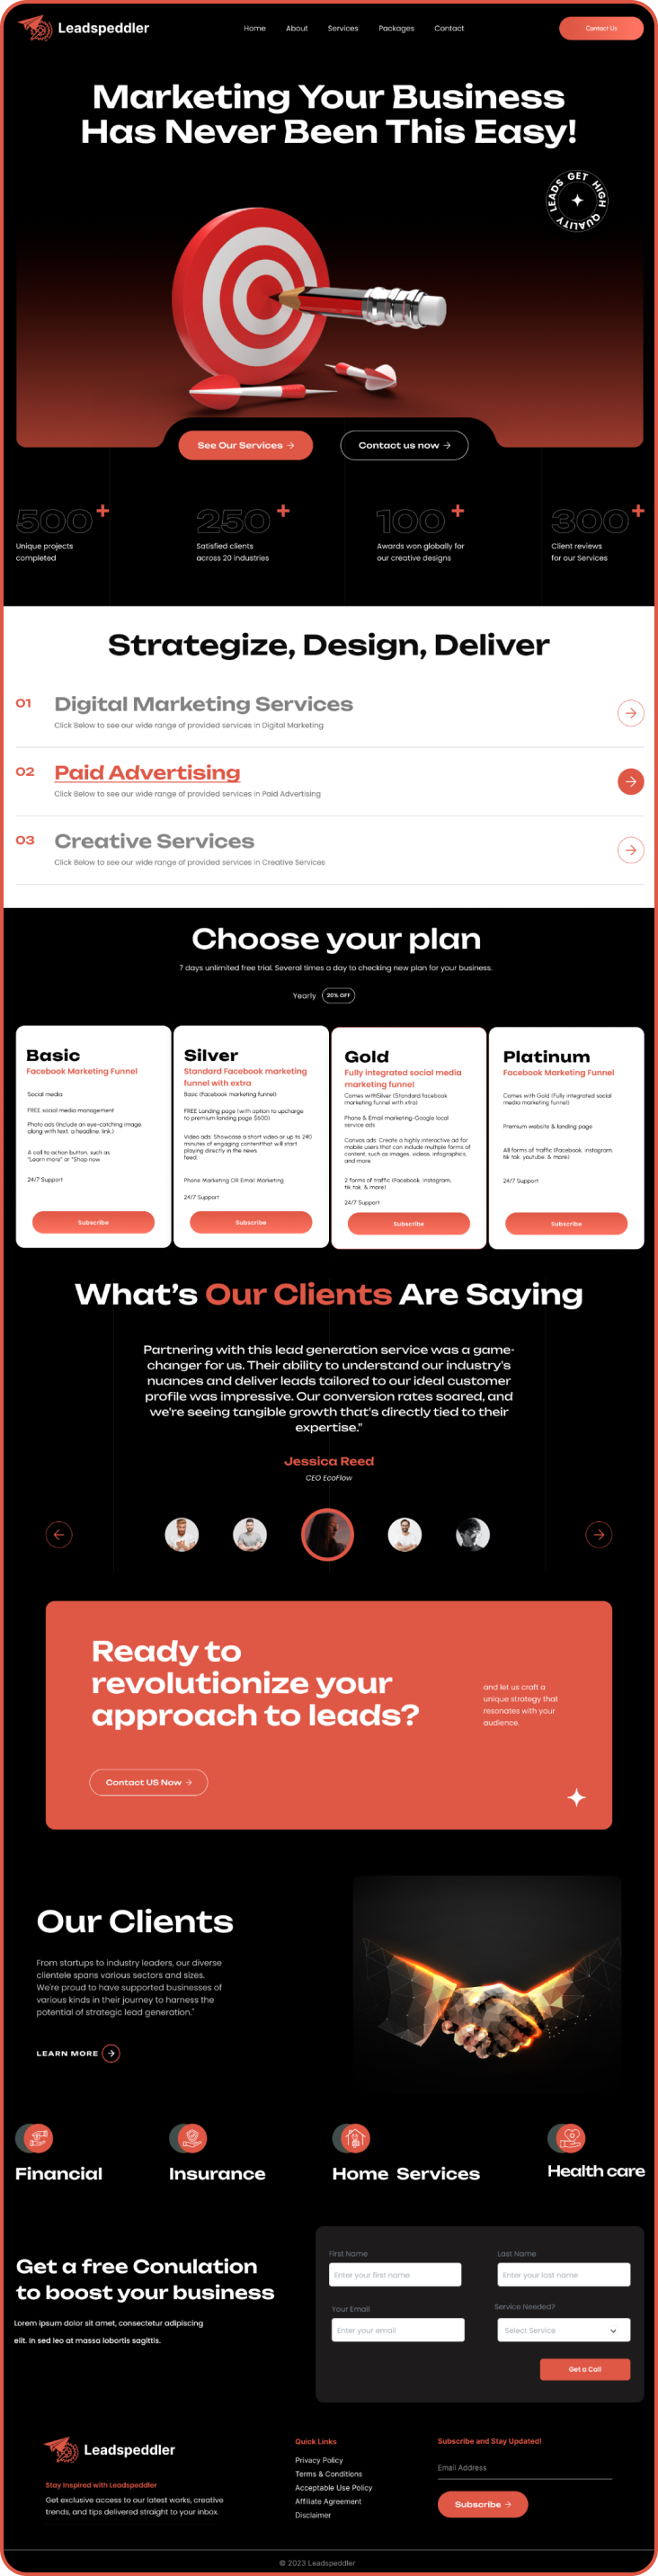 Leadspeddler
Home About Services Packages Contact
Contact Us
Marketing Your Business
Has Never Been This Easy!
GET HIGH QUALITY LEADS
See Our Services →
Contact us now →
500+
Unique projects
completed
250+
Satisfied clients
across 20 industries
100+
Awards won globally for
our creative designs
300+
Client reviews
for our Services
Strategize, Design, Deliver
01
Digital Marketing Services
Click Below to see our wide range of provided services in Digital Marketing
02
Paid Advertising
Click Below to see our wide range of provided services in Paid Advertising
03
Creative Services
Click Below to see our wide range of provided services in Creative Services
Choose your plan
7 days unlimited free trial. Several times a day to checking new plan for your business.
Yearly
20% OFF
Basic
Facebook Marketing Funnel
Social media
FREE social media management
Photo ads (Include an eye-catching image,
along with text, a headline, link.)
A call to action button, such as
"Learn more" or "Shop now
24/7 Support
Subscribe
Silver
Standard Facebook marketing
funnel with extra
Basic (Facebook marketing funnel)
FREE Landing page (with option to upcharge
to premium landing page $600)
Video ads: Showcase a short video or up to 240
minutes of engaging contentthat will start
playing directly in the news
feed.
Phone Marketing OR Email Marketing
24/7 Support
Subscribe
Gold
Fully integrated social media
marketing funnel
Comes withSilver (Standard facebook
marketing funnel with xtra)
Phone & Email marketing-Google local
service ads
Canvas ads: Create a highly interactive ad for
mobile users that can include multiple forms of
content, such as images, videos, infographics,
and more
2 forms of traffic (Facebook, Instagram,
tik tok, & more)
24/7 Support
Subscribe
Platinum
Facebook Marketing Funnel
Comes with Gold (Fully integrated social
media marketing funnel)
Premium website & landing page
All forms of traffic (Facebook, Instagram,
tik tok, youtube, & more)
24/7 Support
Subscribe
What's Our Clients Are Saying
Partnering with this lead generation service was a game-
changer for us. Their ability to understand our industry's
nuances and deliver leads tailored to our ideal customer
profile was impressive. Our conversion rates soared, and
we're seeing tangible growth that's directly tied to their
expertise."
Jessica Reed
CEO EcoFlow
Ready to
revolutionize your
approach to leads?
and let us craft a
unique strategy that
resonates with your
audience.
Contact US Now →
Our Clients
From startups to industry leaders, our diverse
clientele spans various sectors and sizes.
We're proud to have supported businesses of
various kinds in their journey to harness the
potential of strategic lead generation."
LEARN MORE
Financial
Insurance
Home Services
Health care
Get a free Conulation
to boost your business
Lorem ipsum dolor sit amet, consectetur adipiscing
elit. In sed leo at massa lobortis sagittis.
First Name
Last Name
Enter your first name
Enter your last name
Your Email
Service Needed?
Enter your email
Select Service
Get a Call
Leadspeddler
Stay Inspired with Leadspeddler
Get exclusive access to our latest works, creative
trends, and tips delivered straight to your inbox.
Quick Links
Privacy Policy
Terms & Conditions
Acceptable Use Policy
Affiliate Agreement
Disclaimer
Subscribe and Stay Updated!
Email Address
Subscribe →
© 2023 Leadspeddler